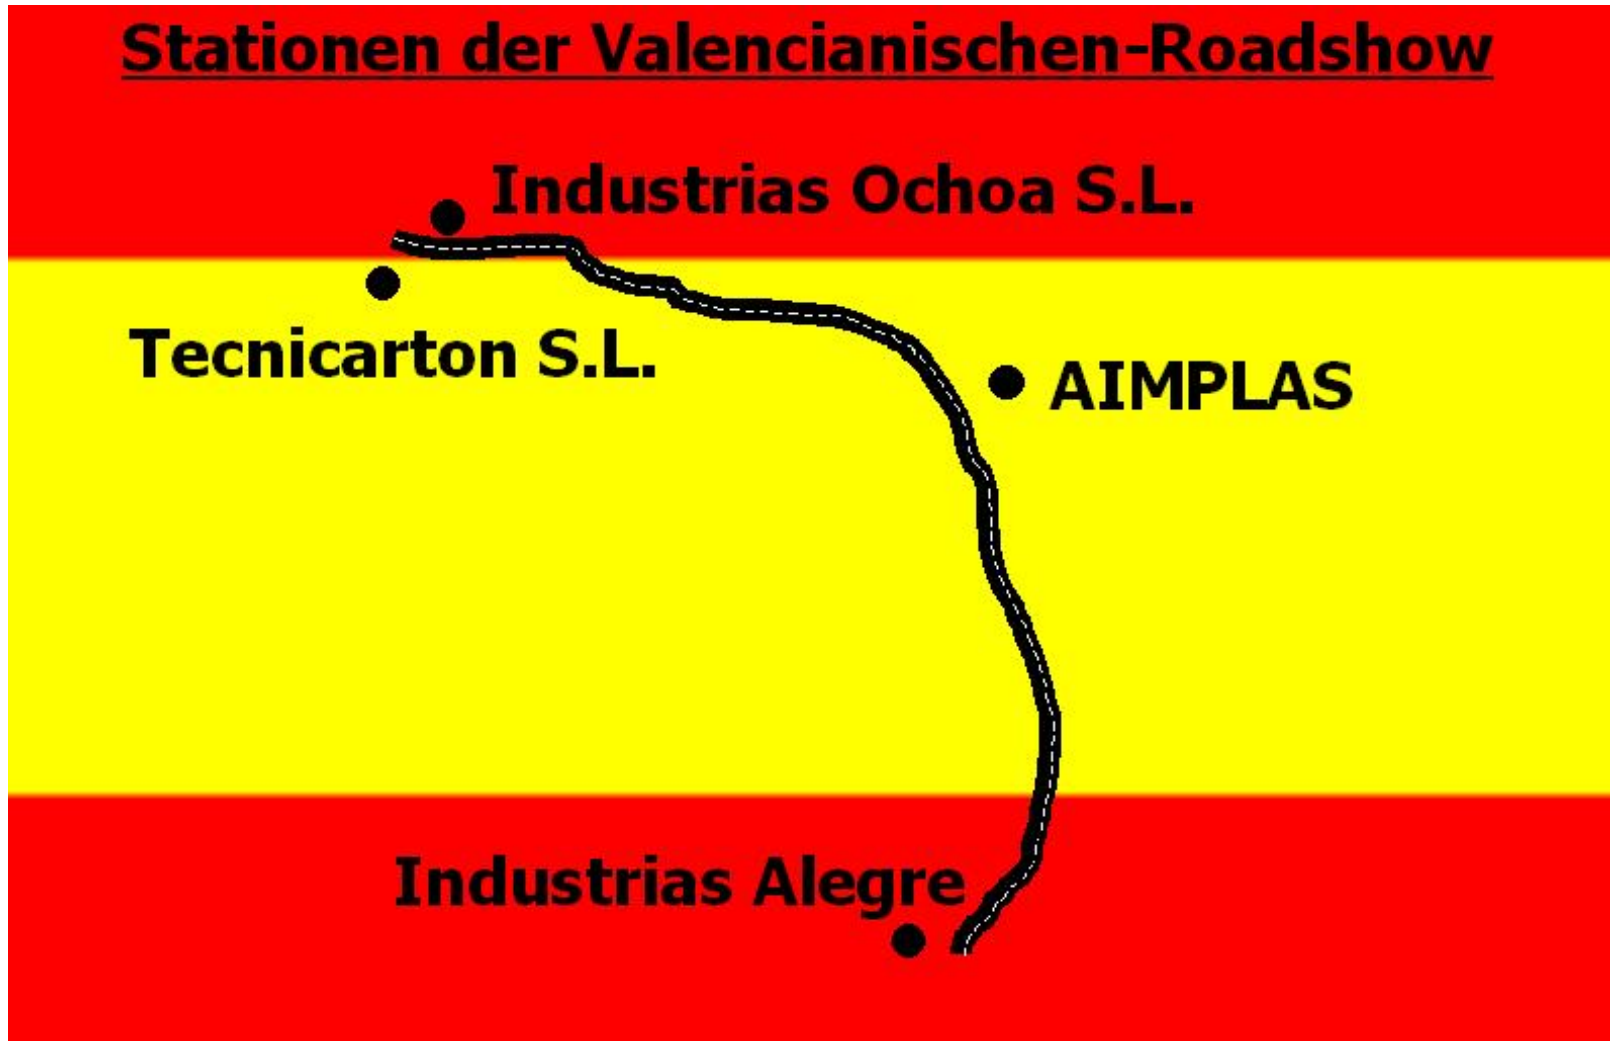 Stationen der Valencianischen-Roadshow
Industrias Ochoa S.L.
Tecnicarton S.L.
AIMPLAS
Industrias Alegre